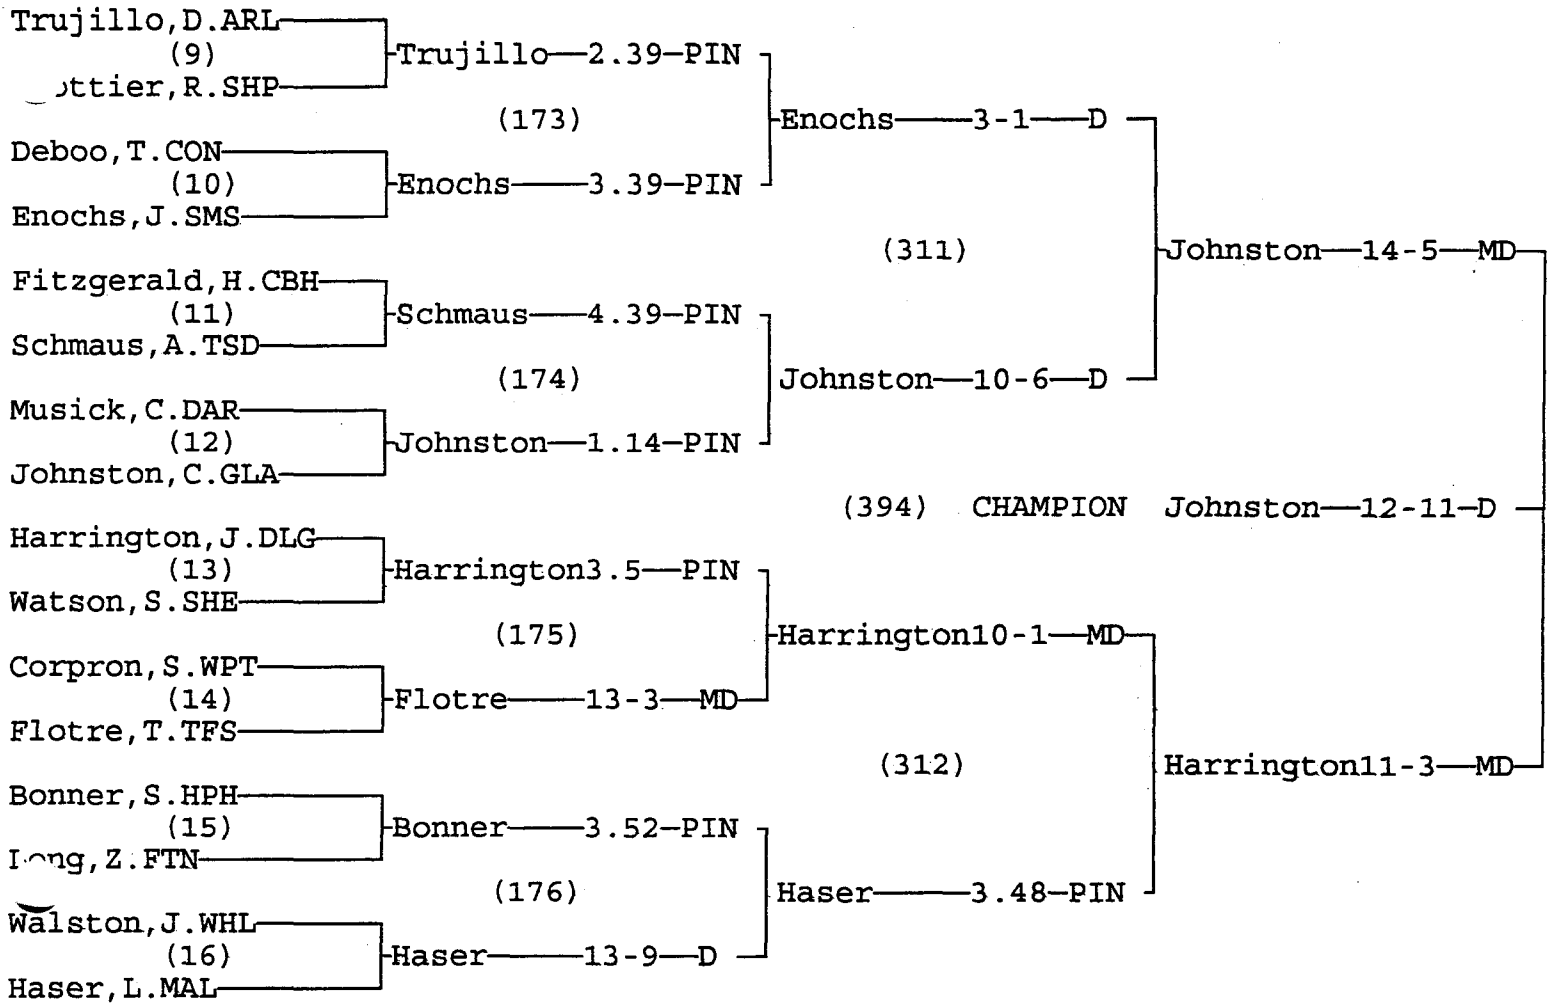 Trujillo,D.ARL
(9) Trujillo 2.39 PIN
R.SHP
(173) Enochs 3-1 D
Deboo,T.CON
(10) Enochs 3.39 PIN
Enochs,J.SMS
(311) Johnston 14-5 MD
Fitzgerald,H.CBH
(11) Schmaus 4.39 PIN
Schmaus,A.TSD
(174) Johnston 10-6 D
Musick,C.DAR
(12) Johnston 1.14 PIN
Johnston,C.GLA
(394) CHAMPION Johnston 12-11 D
Harrington,J.DLG
(13) Harrington3.5 PIN
Watson,S.SHE
(175) Harrington10-1 MD
Corpron,S.WPT
(14) Flotre 13-3 MD
Flotre,T.TFS
(312) Harrington11-3 MD
Bonner,S.HPH
(15) Bonner 3.52 PIN
Z.FTN
(176) Haser 3.48 PIN
Walston,J.WHL
(16) Haser 13-9 D
Haser,L.MAL